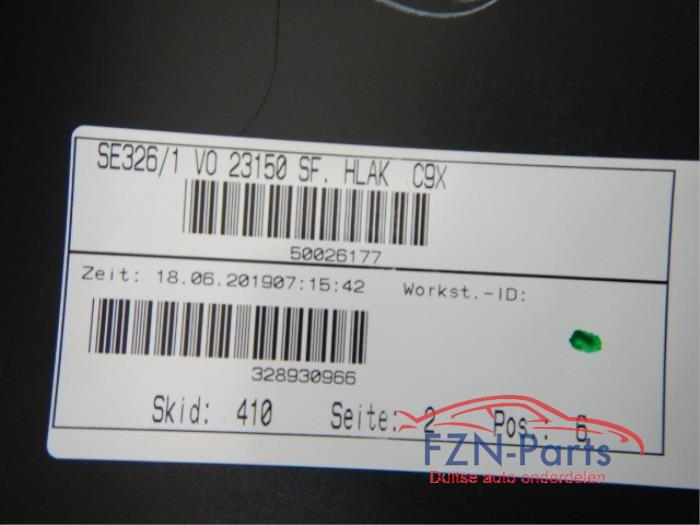 SE326/1 VO 23150 SF. HLAK C9X
50026177
Zeit: 18.06.201907:15:42 Workst.-ID:
328930966
Skid: 410 Seite: 2 Pos.: 6
FZN-Parts
Duitse auto onderdelen